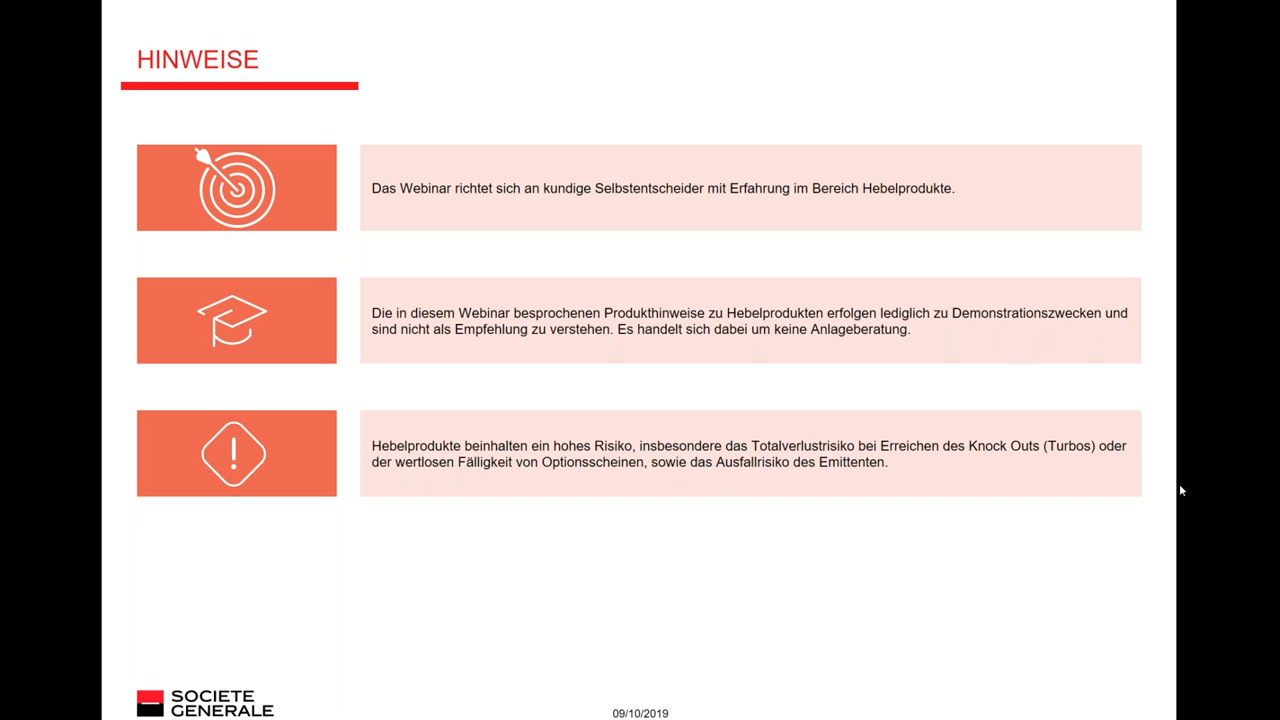 HINWEISE
Das Webinar richtet sich an kundige Selbstentscheider mit Erfahrung im Bereich Hebelprodukte.
Die in diesem Webinar besprochenen Produkthinweise zu Hebelprodukten erfolgen lediglich zu Demonstrationszwecken und
sind nicht als Empfehlung zu verstehen. Es handelt sich dabei um keine Anlageberatung.
Hebelprodukte beinhalten ein hohes Risiko, insbesondere das Totalverlustrisiko bei Erreichen des Knock Outs (Turbos) oder
der wertlosen Fälligkeit von Optionsscheinen, sowie das Ausfallrisiko des Emittenten.
SOCIETE
GENERALE
09/10/2019